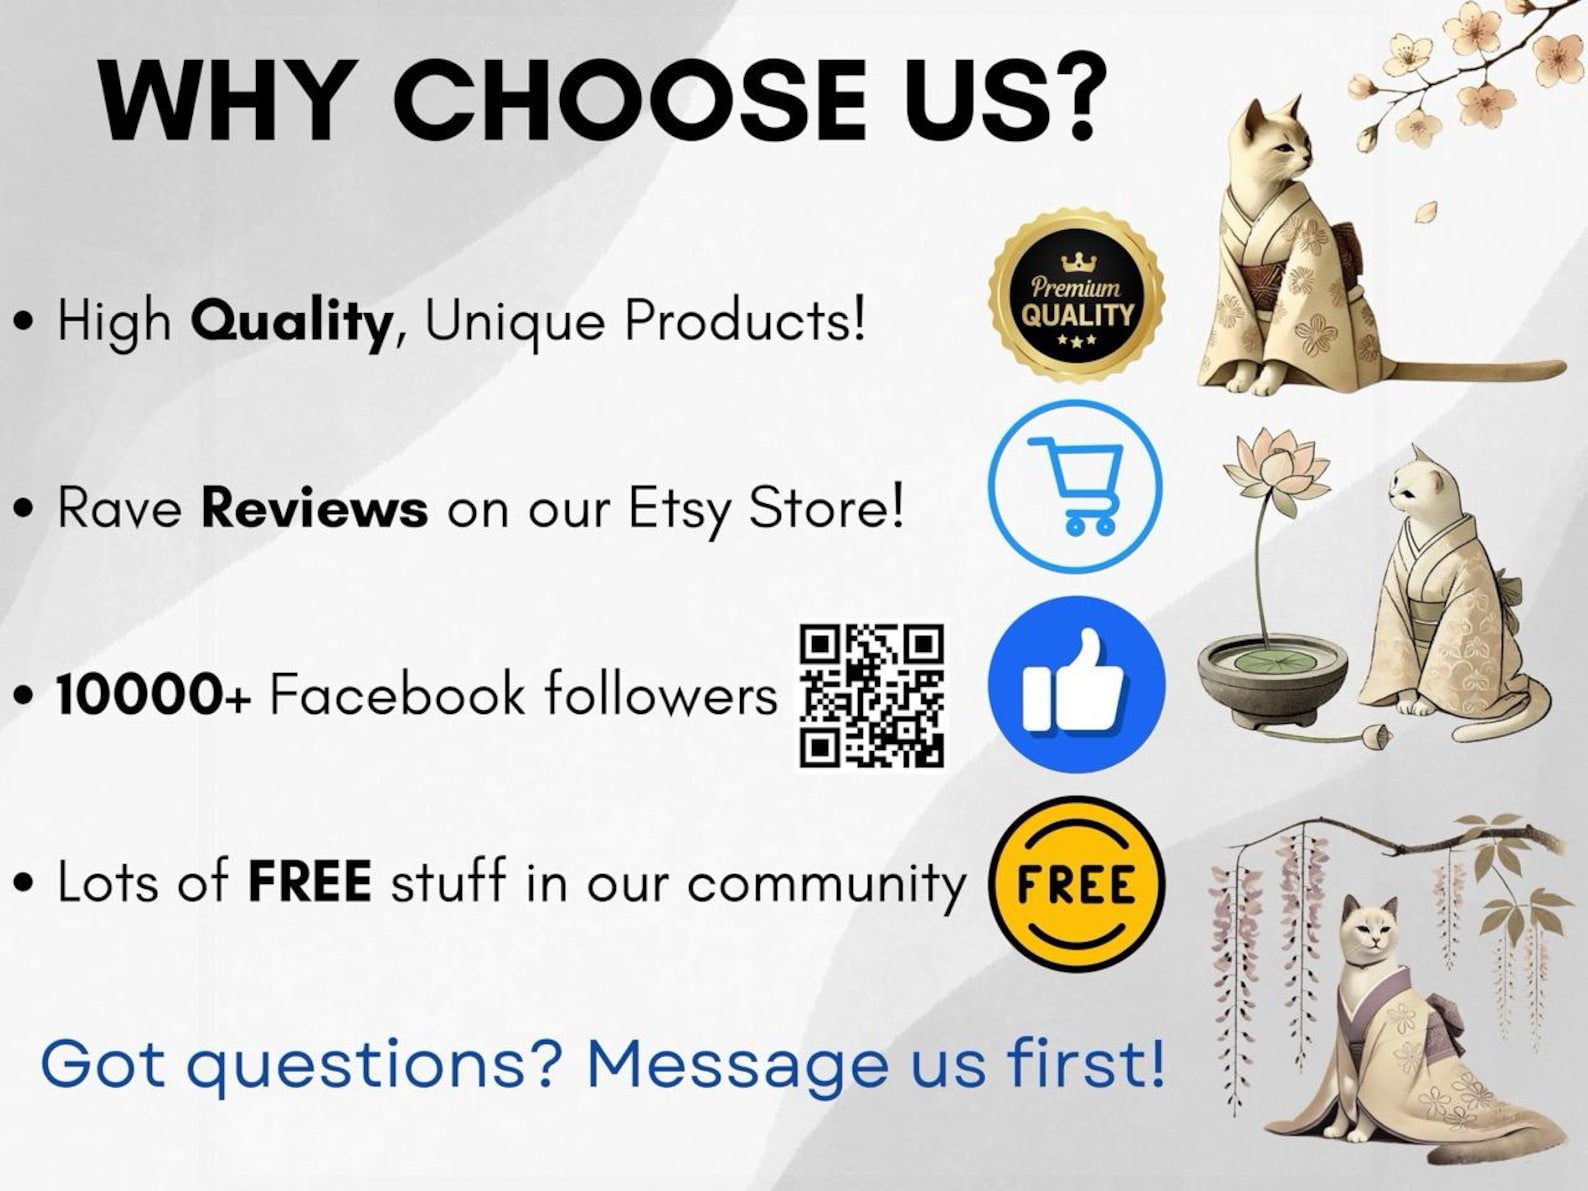 WHY CHOOSE US?
• High Quality, Unique Products!
Premium
QUALITY
• Rave Reviews on our Etsy Store!
• 10000+ Facebook followers
• Lots of FREE stuff in our community
FREE
Got questions? Message us first!